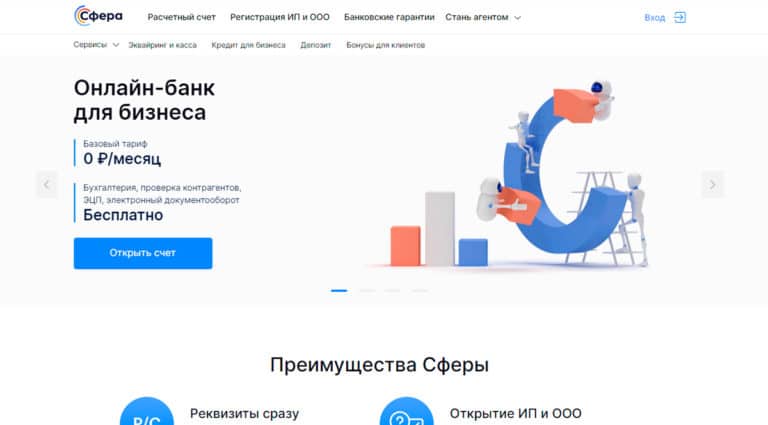 Сфера
Расчетный счет Регистрация ИП и ООО Банковские гарантии Стань агентом Вход
Сервисы Эквайринг и касса Кредит для бизнеса Депозит Бонусы для клиентов
Онлайн-банк
для бизнеса
Базовый тариф
0 ₽/месяц
Бухгалтерия, проверка контрагентов,
ЭЦП, электронный документооборот
Бесплатно
Открыть счет
Преимущества Сферы
Р/С Реквизиты сразу Открытие ИП и ООО